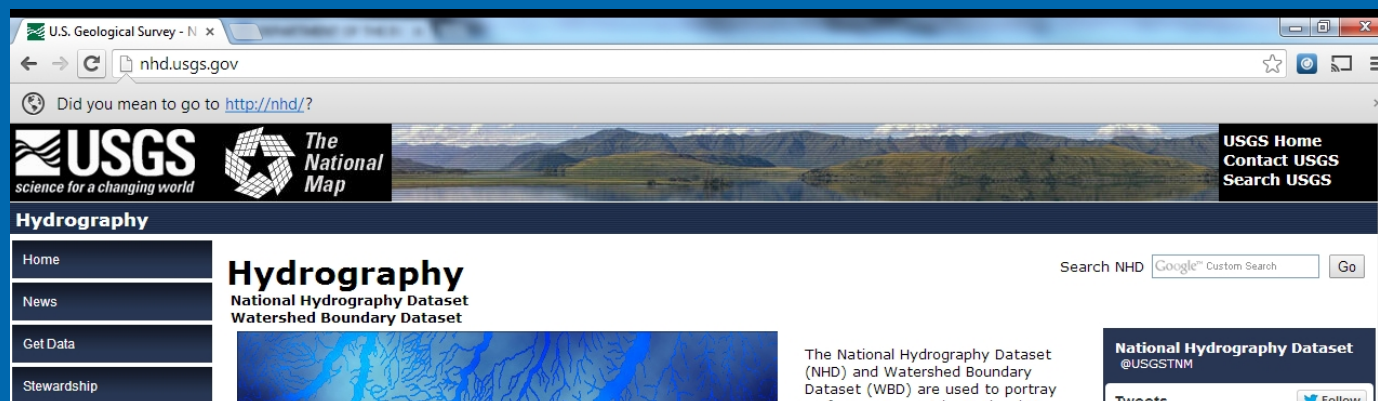 U.S. Geological Survey - N
nhd.usgs.gov
Did you mean to go to http://nhd/?
USGS
science for a changing world
The
National
Map
USGS Home
Contact USGS
Search USGS
Hydrography
Home
News
Get Data
Stewardship
Hydrography
National Hydrography Dataset
Watershed Boundary Dataset
Search NHD Google™ Custom Search Go
The National Hydrography Dataset
(NHD) and Watershed Boundary
Dataset (WBD) are used to portray
National Hydrography Dataset
@USGSTNM
Tweets
Follow